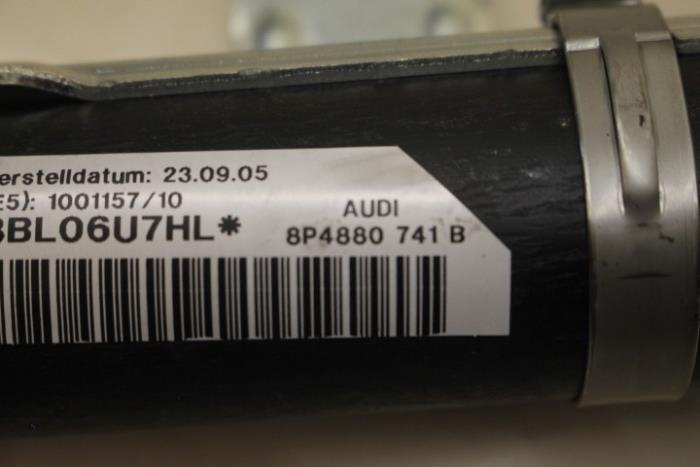 erstelldatum: 23.09.05
E5): 1001157/10
BL06U7HL*
AUDI
8P4880 741 B